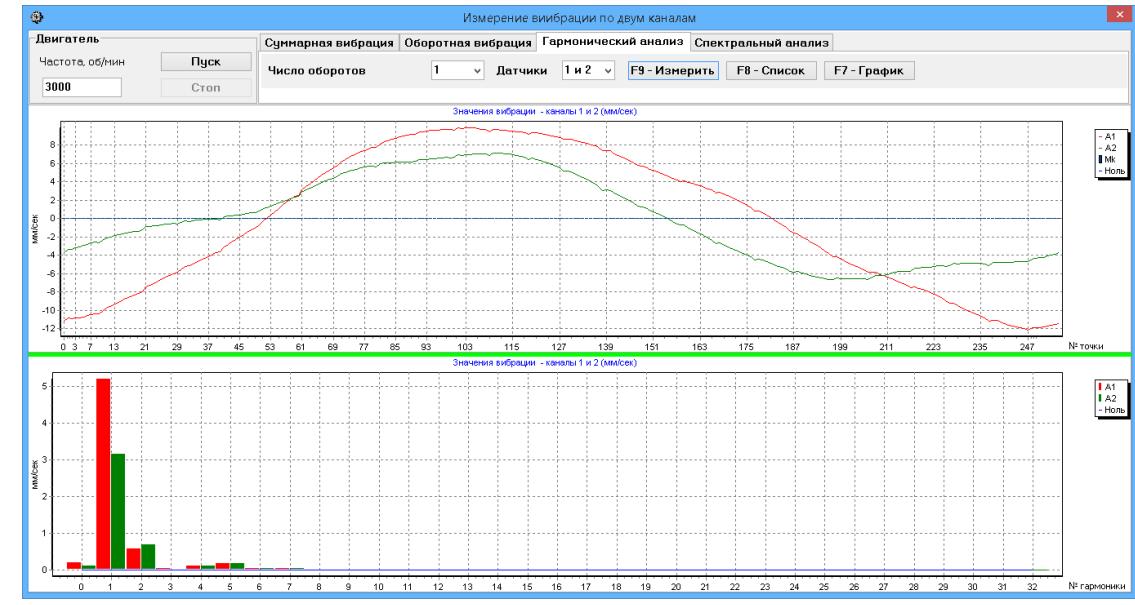 Измерение виибрации по двум каналам
Двигатель
Частота, об/мин
Пуск
3000
Стоп
Суммарная вибрация Оборотная вибрация Гармонический анализ Спектральный анализ
Число оборотов 1 Датчики 1 и 2 F9 - Измерить F8 - Список F7 - График
Значения вибрации - каналы 1 и 2 (мм/сек)
8
6
4
2
0
-2
-4
-6
-8
-10
-12
мм/сек
A1
A2
Mk
Ноль
0 3 7 13 21 29 37 45 53 61 69 77 85 93 103 115 127 139 151 163 175 187 199 211 223 235 247 № точки
Значения вибрации - каналы 1 и 2 (мм/сек)
5
4
3
2
1
0
мм/сек
A1
A2
Ноль
0 1 2 3 4 5 6 7 8 9 10 11 12 13 14 15 16 17 18 19 20 21 22 23 24 25 26 27 28 29 30 31 32 № гармоники